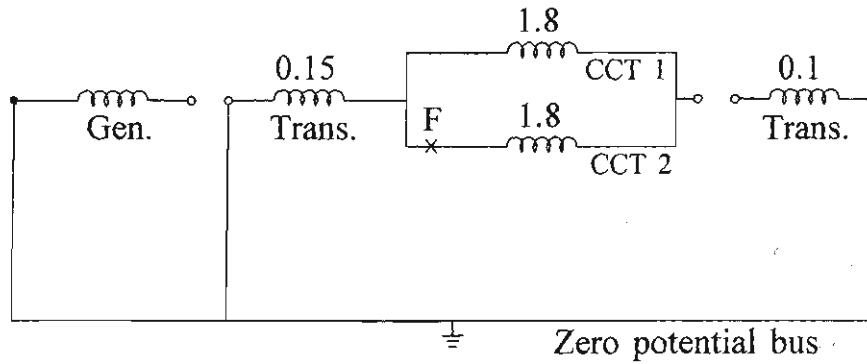 1.8
CCT 1
0.15
0.1
Gen.
Trans.
F
1.8
Trans.
CCT 2
Zero potential bus